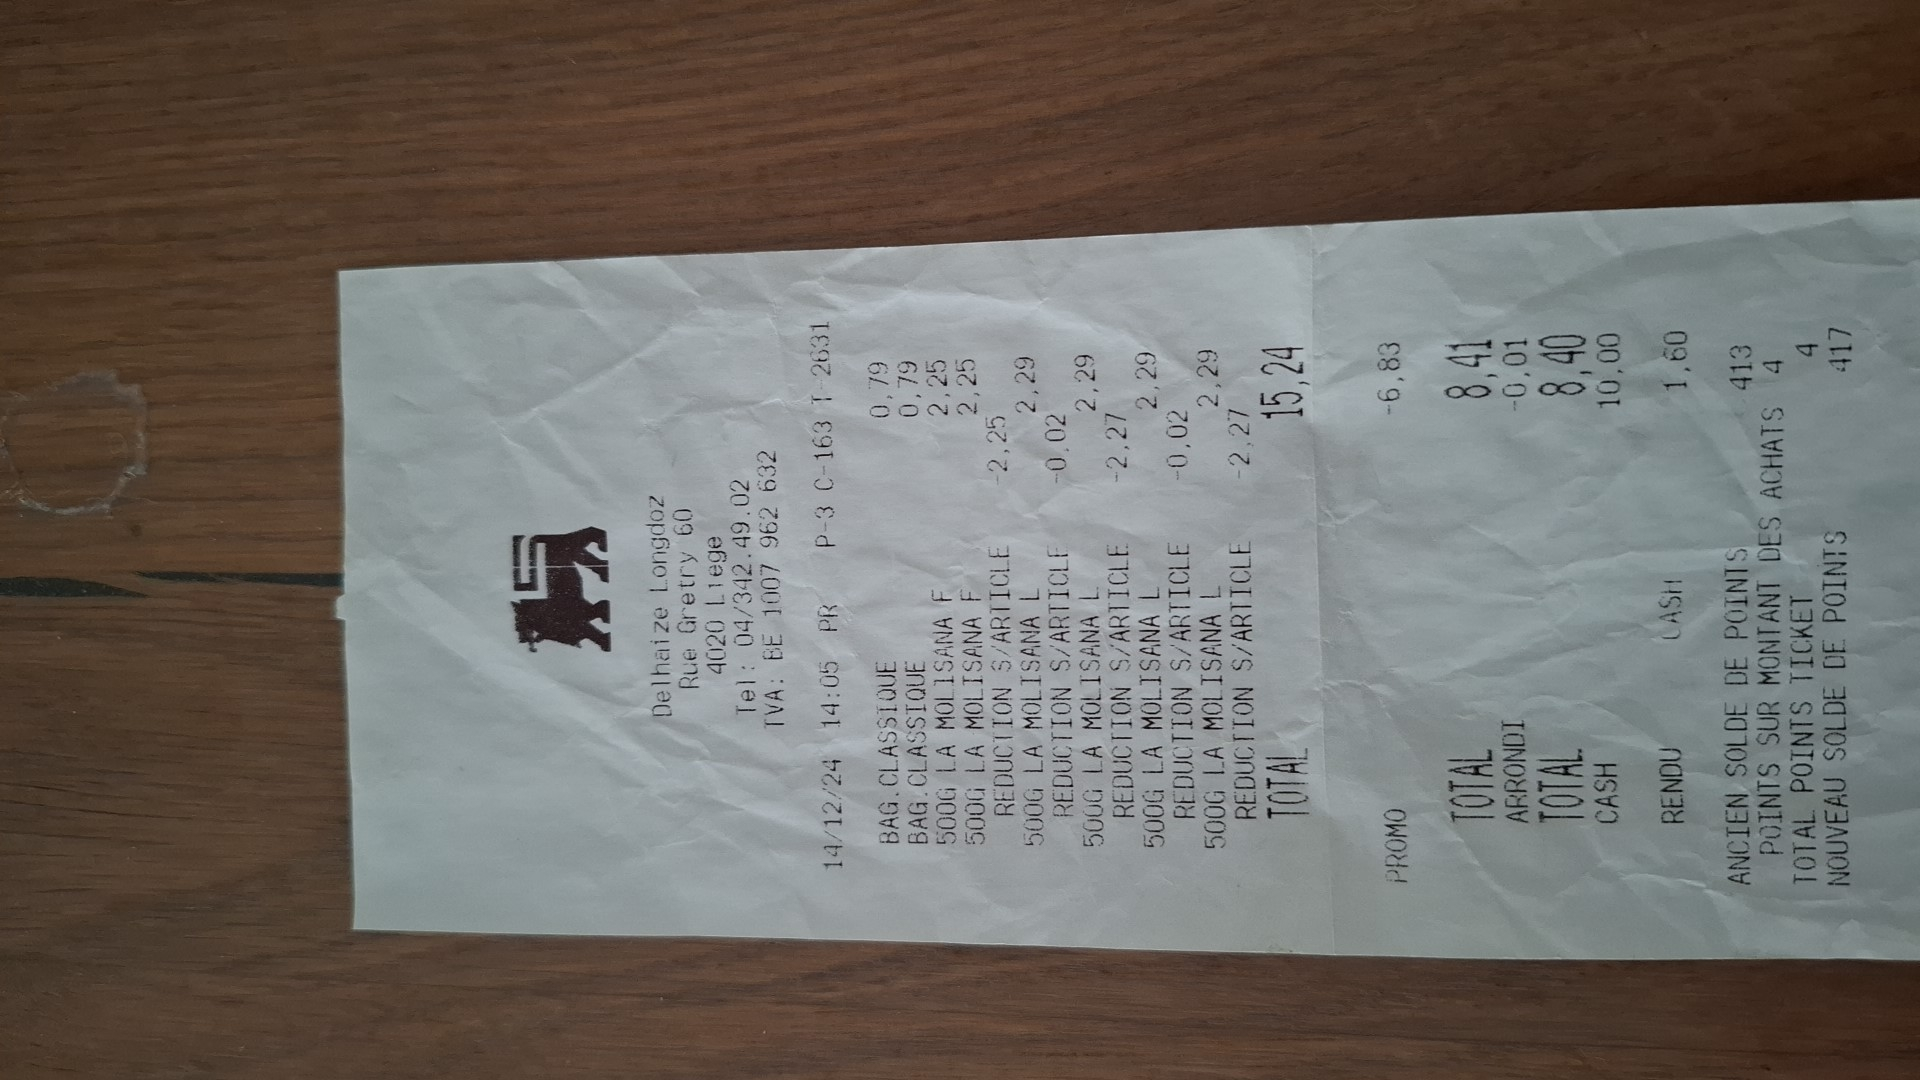 Delhaize Longdoz
Rue Gretry 60
4020 Liege
Tel: 04/342.49.02
TVA: BE 1007 962 632
14/12/24 14:05 PR P-3 C-163 T-2631
BAG.CLASSIQUE 0,79
BAG.CLASSIQUE 0,79
500G LA MOLISANA F 2,25
500G LA MOLISANA F 2,25
REDUCTION S/ARTICLE -2,25
500G LA MOLISANA L 2,29
REDUCTION S/ARTICLE -0,02
500G LA MOLISANA L 2,29
REDUCTION S/ARTICLE -2,27
500G LA MOLISANA L 2,29
REDUCTION S/ARTICLE -0,02
500G LA MOLISANA L 2,29
REDUCTION S/ARTICLE -2,27
TOTAL 15,24
PROMO -6,83
TOTAL 8,41
ARRONDI -0,01
TOTAL 8,40
CASH 10,00
RENDU CASH 1,60
ANCIEN SOLDE DE POINTS 413
POINTS SUR MONTANT DES ACHATS 4
TOTAL POINTS TICKET 4
NOUVEAU SOLDE DE POINTS 417